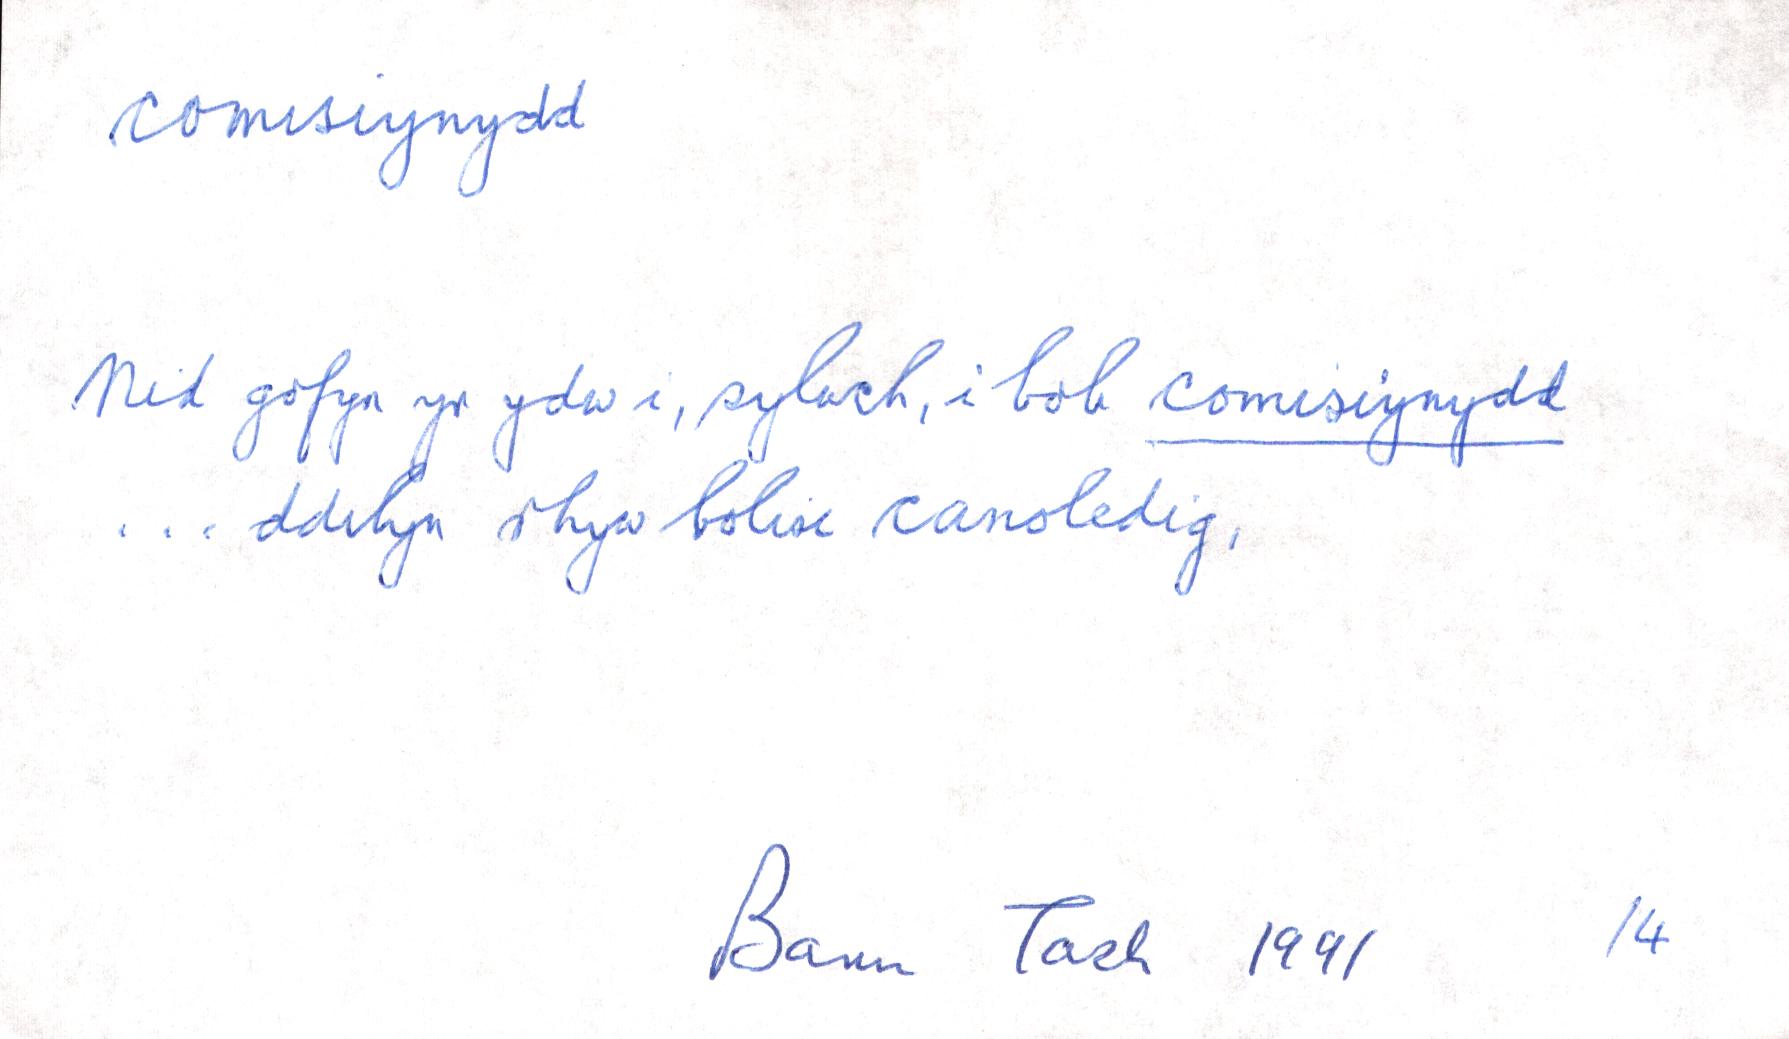 comisiynydd
Nid gofyn yr ydw i, sylwch, i bob comisiynydd
... ddilyn rhyw bolisi canoledig,
Barn Tach 1991 14